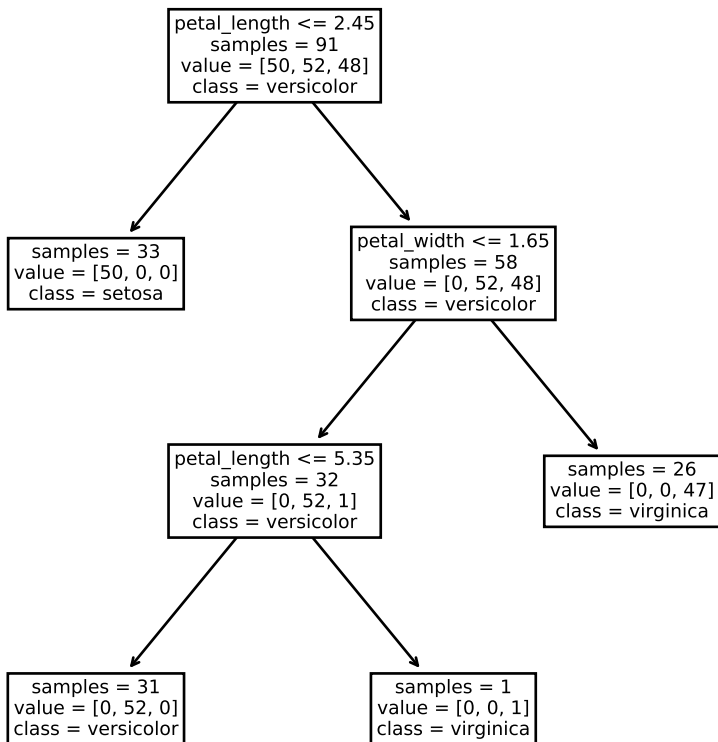 petal_length <= 2.45
samples = 91
value = [50, 52, 48]
class = versicolor
samples = 33
value = [50, 0, 0]
class = setosa
petal_width <= 1.65
samples = 58
value = [0, 52, 48]
class = versicolor
petal_length <= 5.35
samples = 32
value = [0, 52, 1]
class = versicolor
samples = 26
value = [0, 0, 47]
class = virginica
samples = 31
value = [0, 52, 0]
class = versicolor
samples = 1
value = [0, 0, 1]
class = virginica